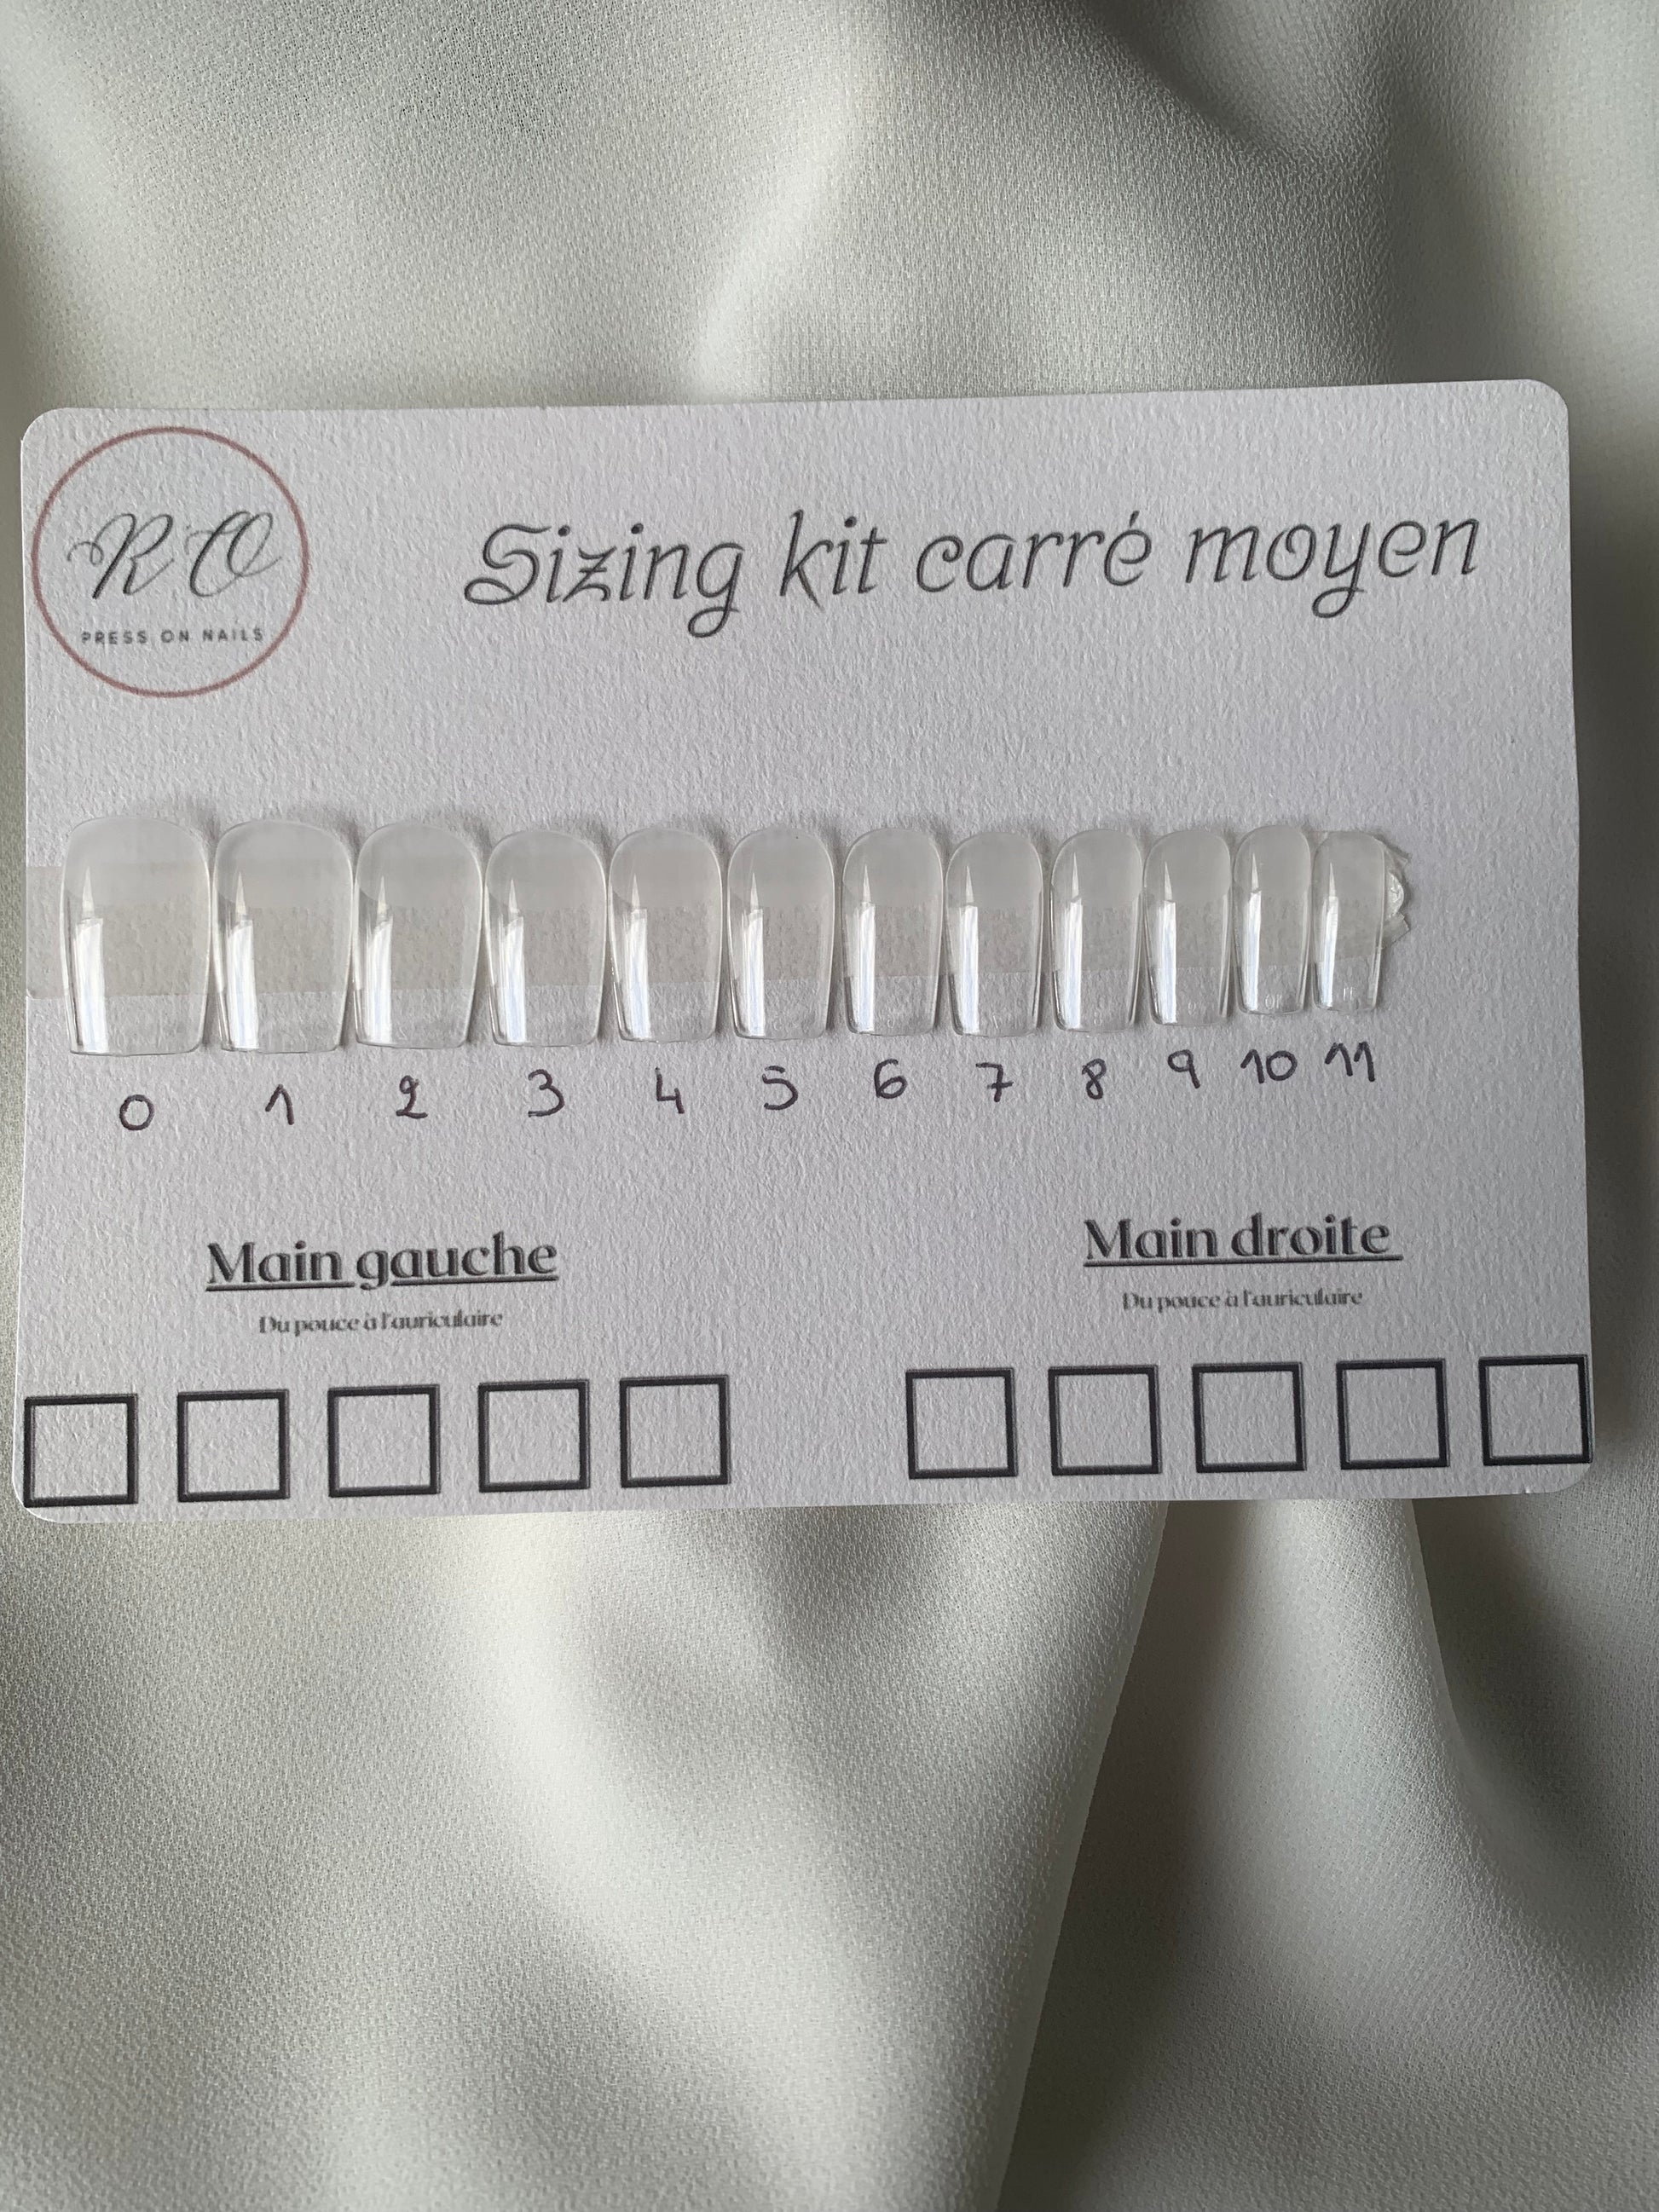 RO
PRESS ON NAILS
Sizing kit carré moyen
0 1 2 3 4 5 6 7 8 9 10 11
Main gauche
Du pouce à l'auriculaire
Main droite
Du pouce à l'auriculaire